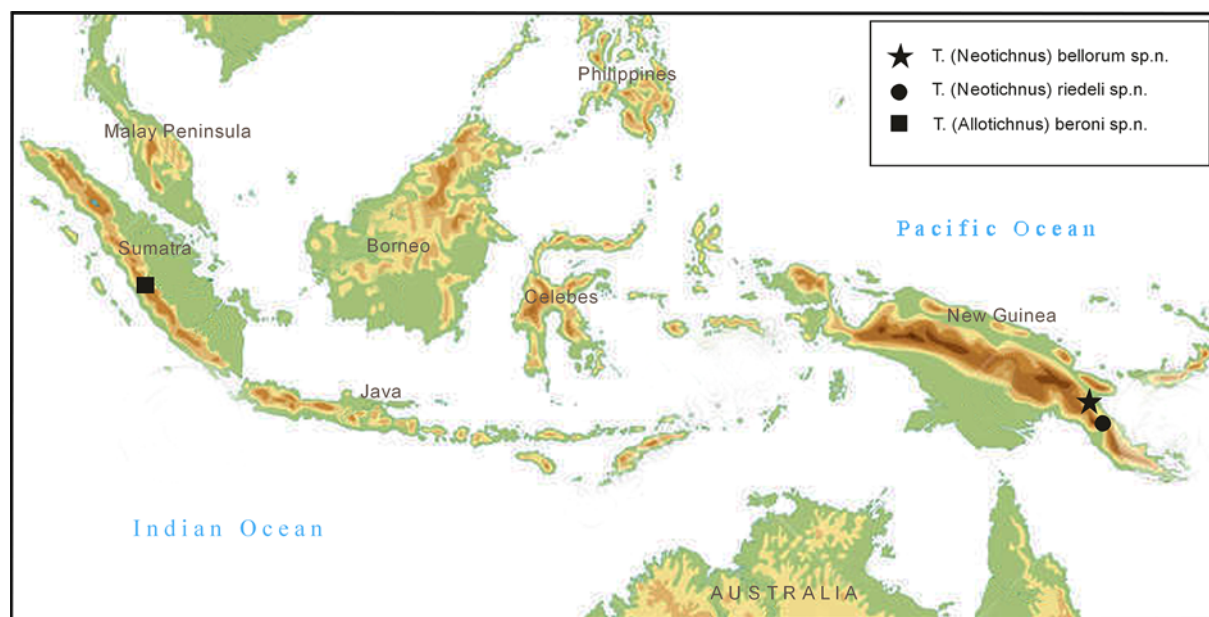 T. (Neotichnus) bellorum sp.n.
T. (Neotichnus) riedeli sp.n.
T. (Allotichnus) beroni sp.n.
Philippines
Malay Peninsula
Pacific Ocean
Sumatra
Borneo
Celebes
New Guinea
Java
Indian Ocean
AUSTRALIA